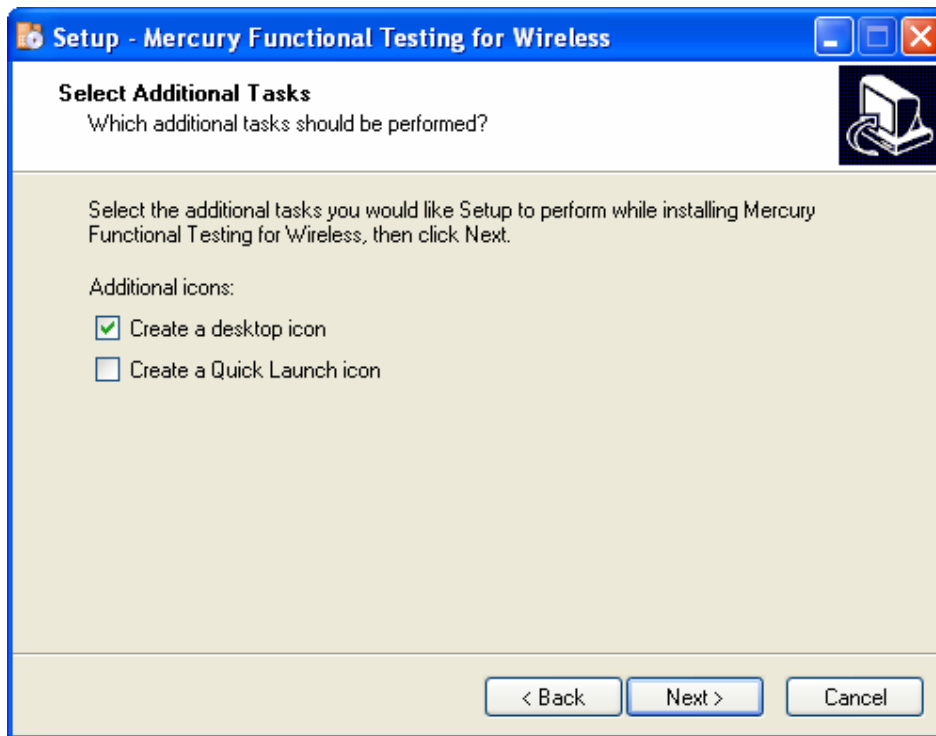 Setup - Mercury Functional Testing for Wireless
Select Additional Tasks
Which additional tasks should be performed?
Select the additional tasks you would like Setup to perform while installing Mercury
Functional Testing for Wireless, then click Next.
Additional icons:
Create a desktop icon
Create a Quick Launch icon
< Back Next > Cancel